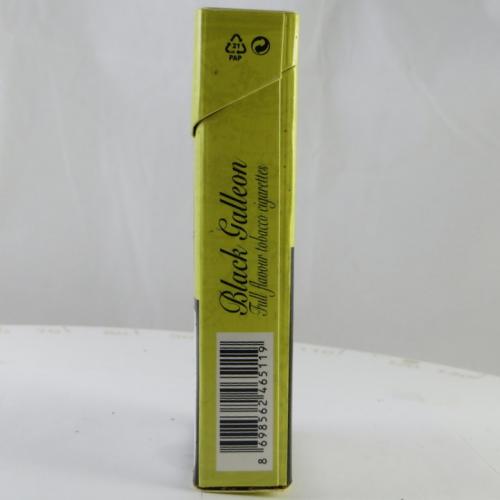 21
PAP
Black Galleon
Full flavour tobacco cigarettes
8 698562 465119